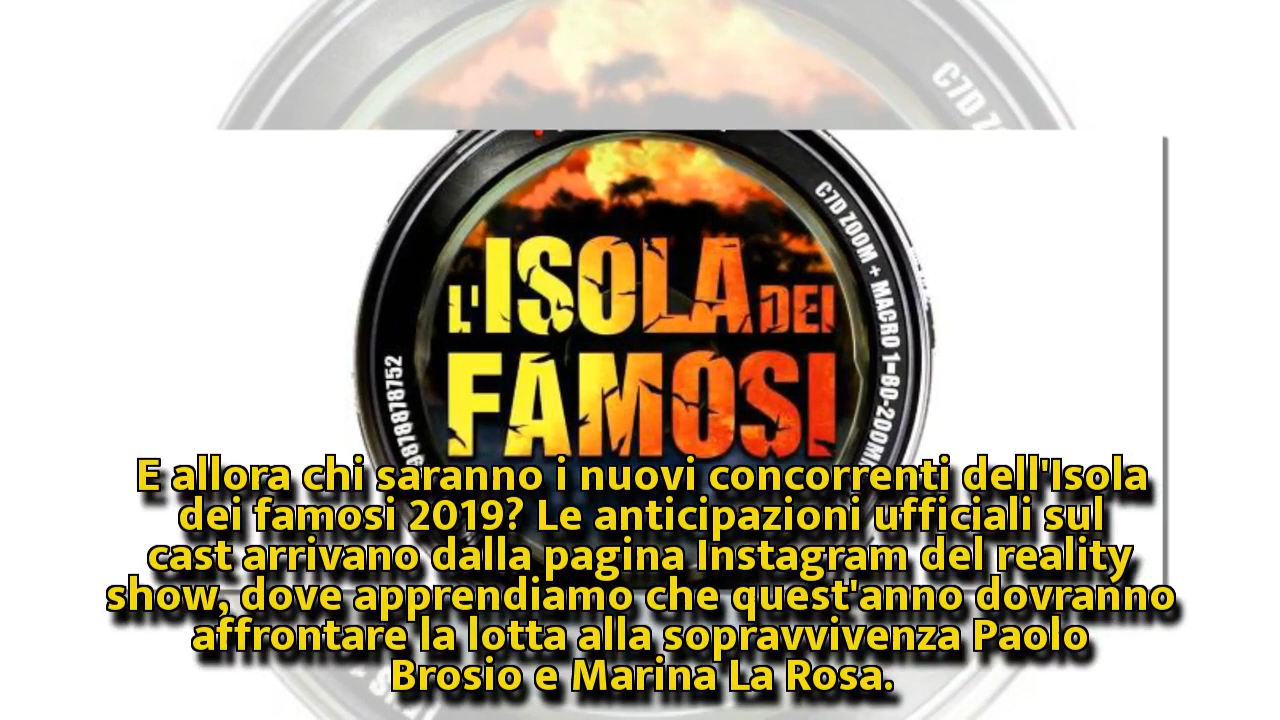 C7D Z
C7D ZOOM + MACRO 1=80-200M
L'ISOLA DEI
FAMOSI
E allora chi saranno i nuovi concorrenti dell'Isola
dei famosi 2019? Le anticipazioni ufficiali sul
cast arrivano dalla pagina Instagram del reality
show, dove apprendiamo che quest'anno dovranno
affrontare la lotta alla sopravvivenza Paolo
Brosio e Marina La Rosa.